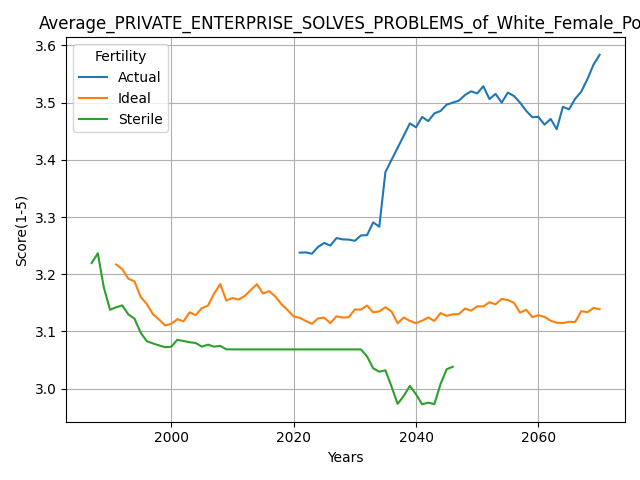 Average_PRIVATE_ENTERPRISE_SOLVES_PROBLEMS_of_White_Female_Po
Fertility
Actual
Ideal
Sterile
3.6
3.5
3.4
3.3
3.2
3.1
3.0
Score(1-5)
2000 2020 2040 2060
Years